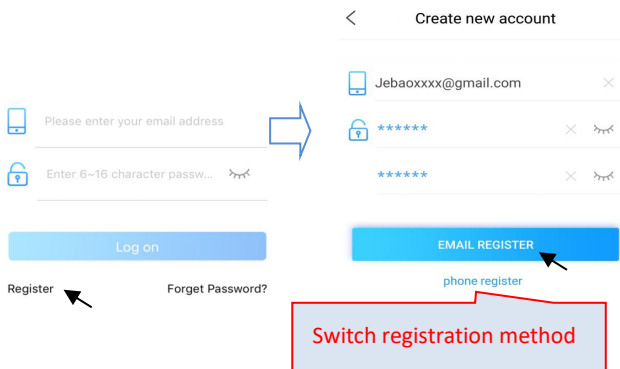 Please enter your email address
Enter 6~16 character passw...
Log on
Register
Forget Password?
Create new account
Jebaoxxxx@gmail.com
******
******
EMAIL REGISTER
phone register
Switch registration method